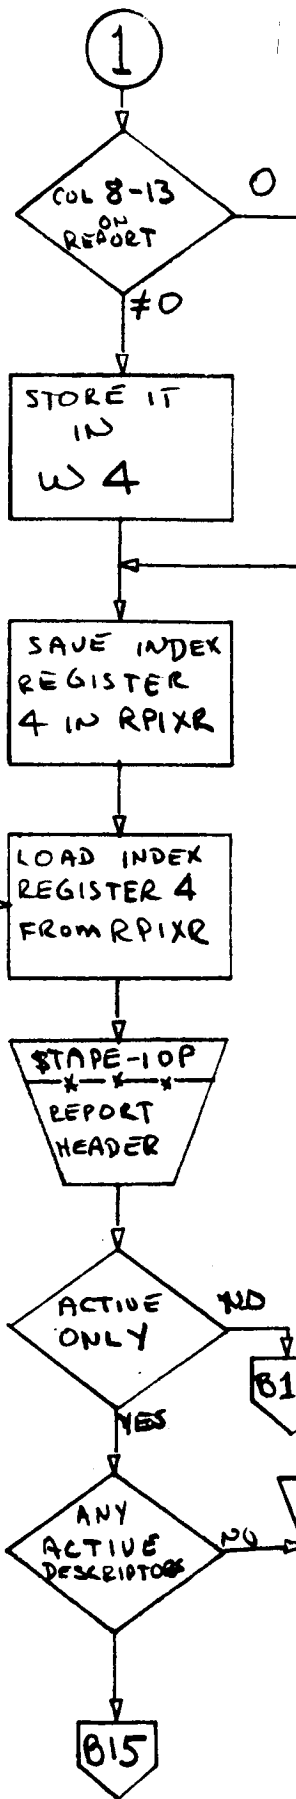 1
COL 8-13
ON
REPORT
0
≠0
STORE IT
IN
W 4
SAVE INDEX
REGISTER
4 IN RPIXR
LOAD INDEX
REGISTER 4
FROM RPIXR
$TAPE-IOP
REPORT
HEADER
ACTIVE
ONLY
NO
B1
YES
ANY
ACTIVE
DESCRIPTORS
NO
B15